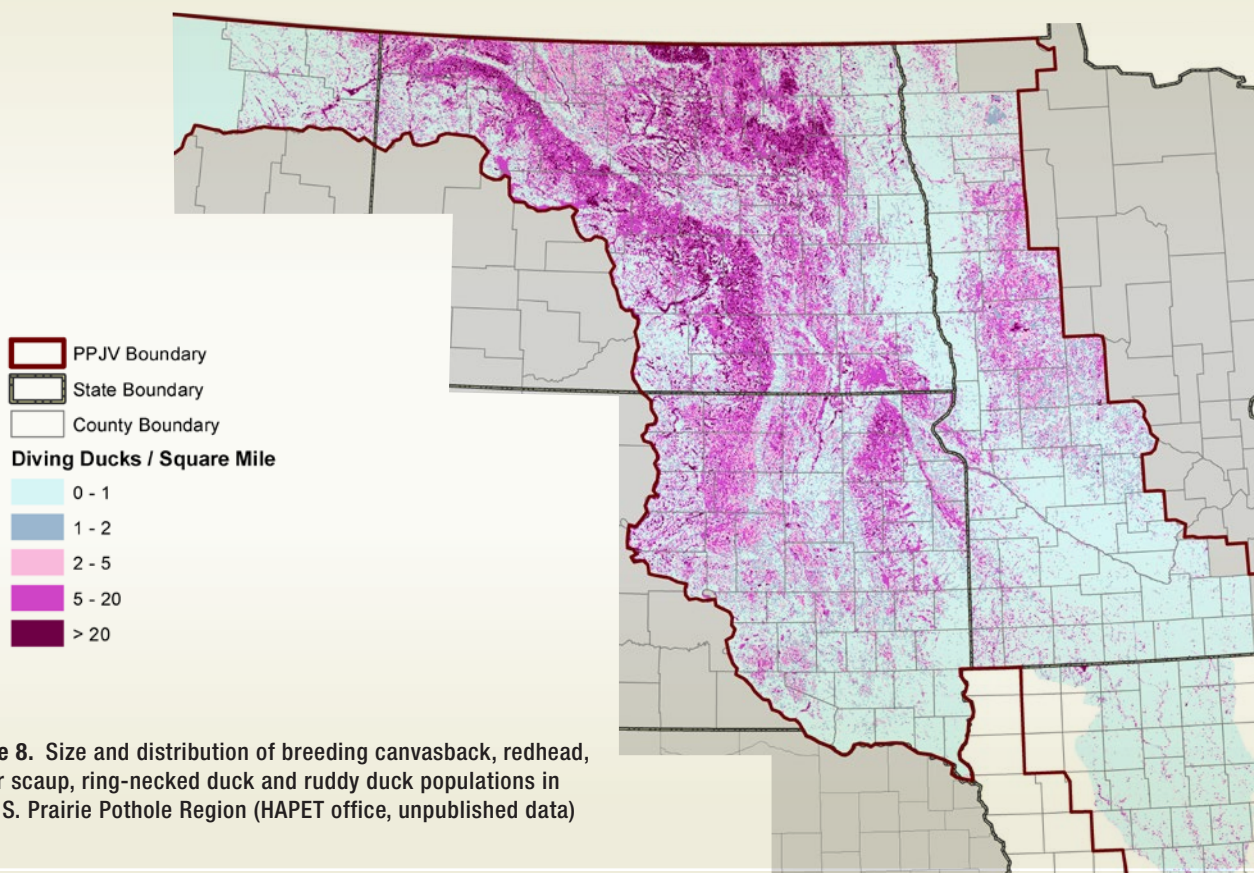 PPJV Boundary
State Boundary
County Boundary
Diving Ducks / Square Mile
0 - 1
1 - 2
2 - 5
5 - 20
> 20
8. Size and distribution of breeding canvasback, redhead,
scaup, ring-necked duck and ruddy duck populations in
S. Prairie Pothole Region (HAPET office, unpublished data)